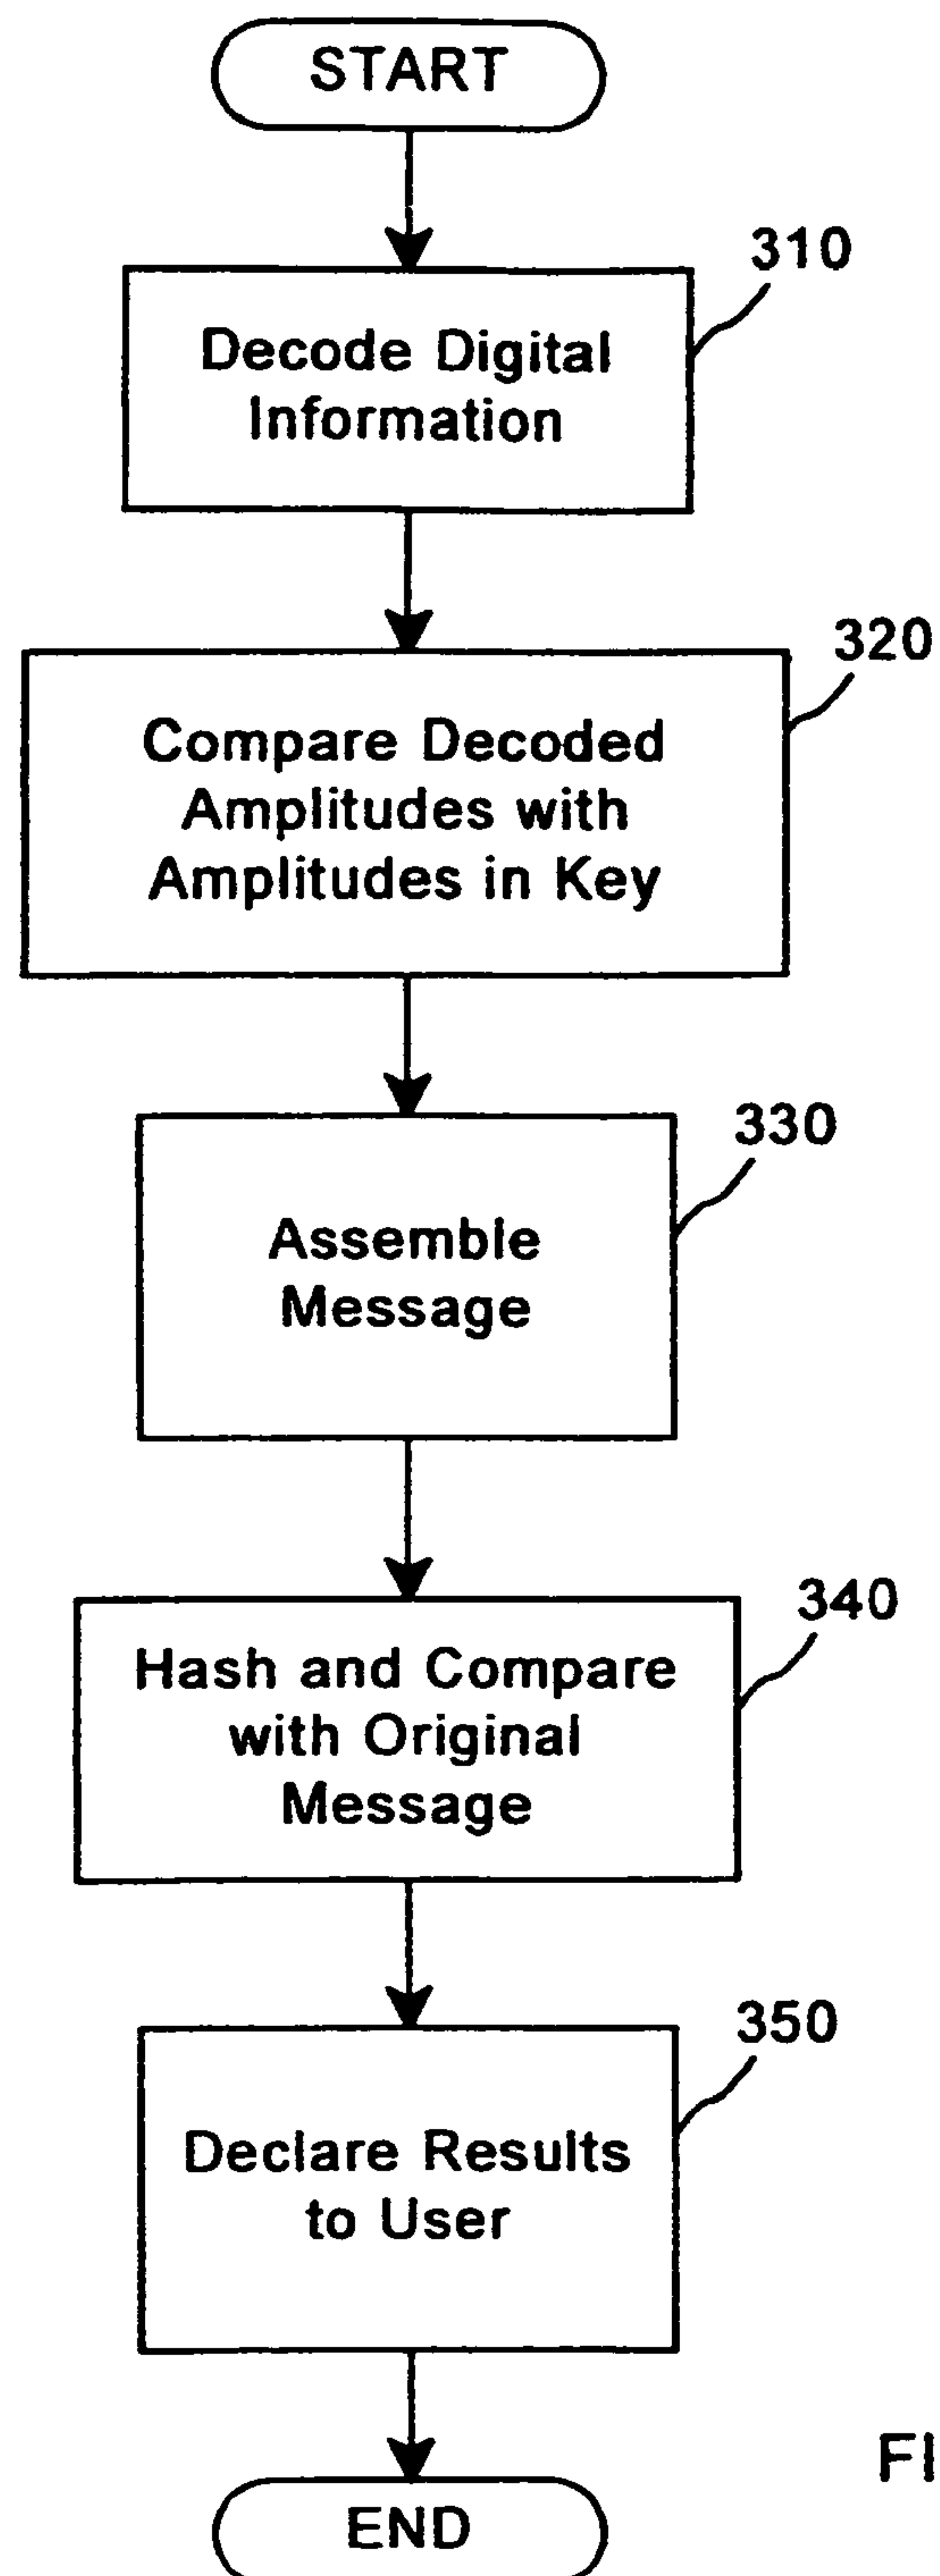 START
310
Decode Digital
Information
320
Compare Decoded
Amplitudes with
Amplitudes in Key
330
Assemble
Message
340
Hash and Compare
with Original
Message
350
Declare Results
to User
FI
END